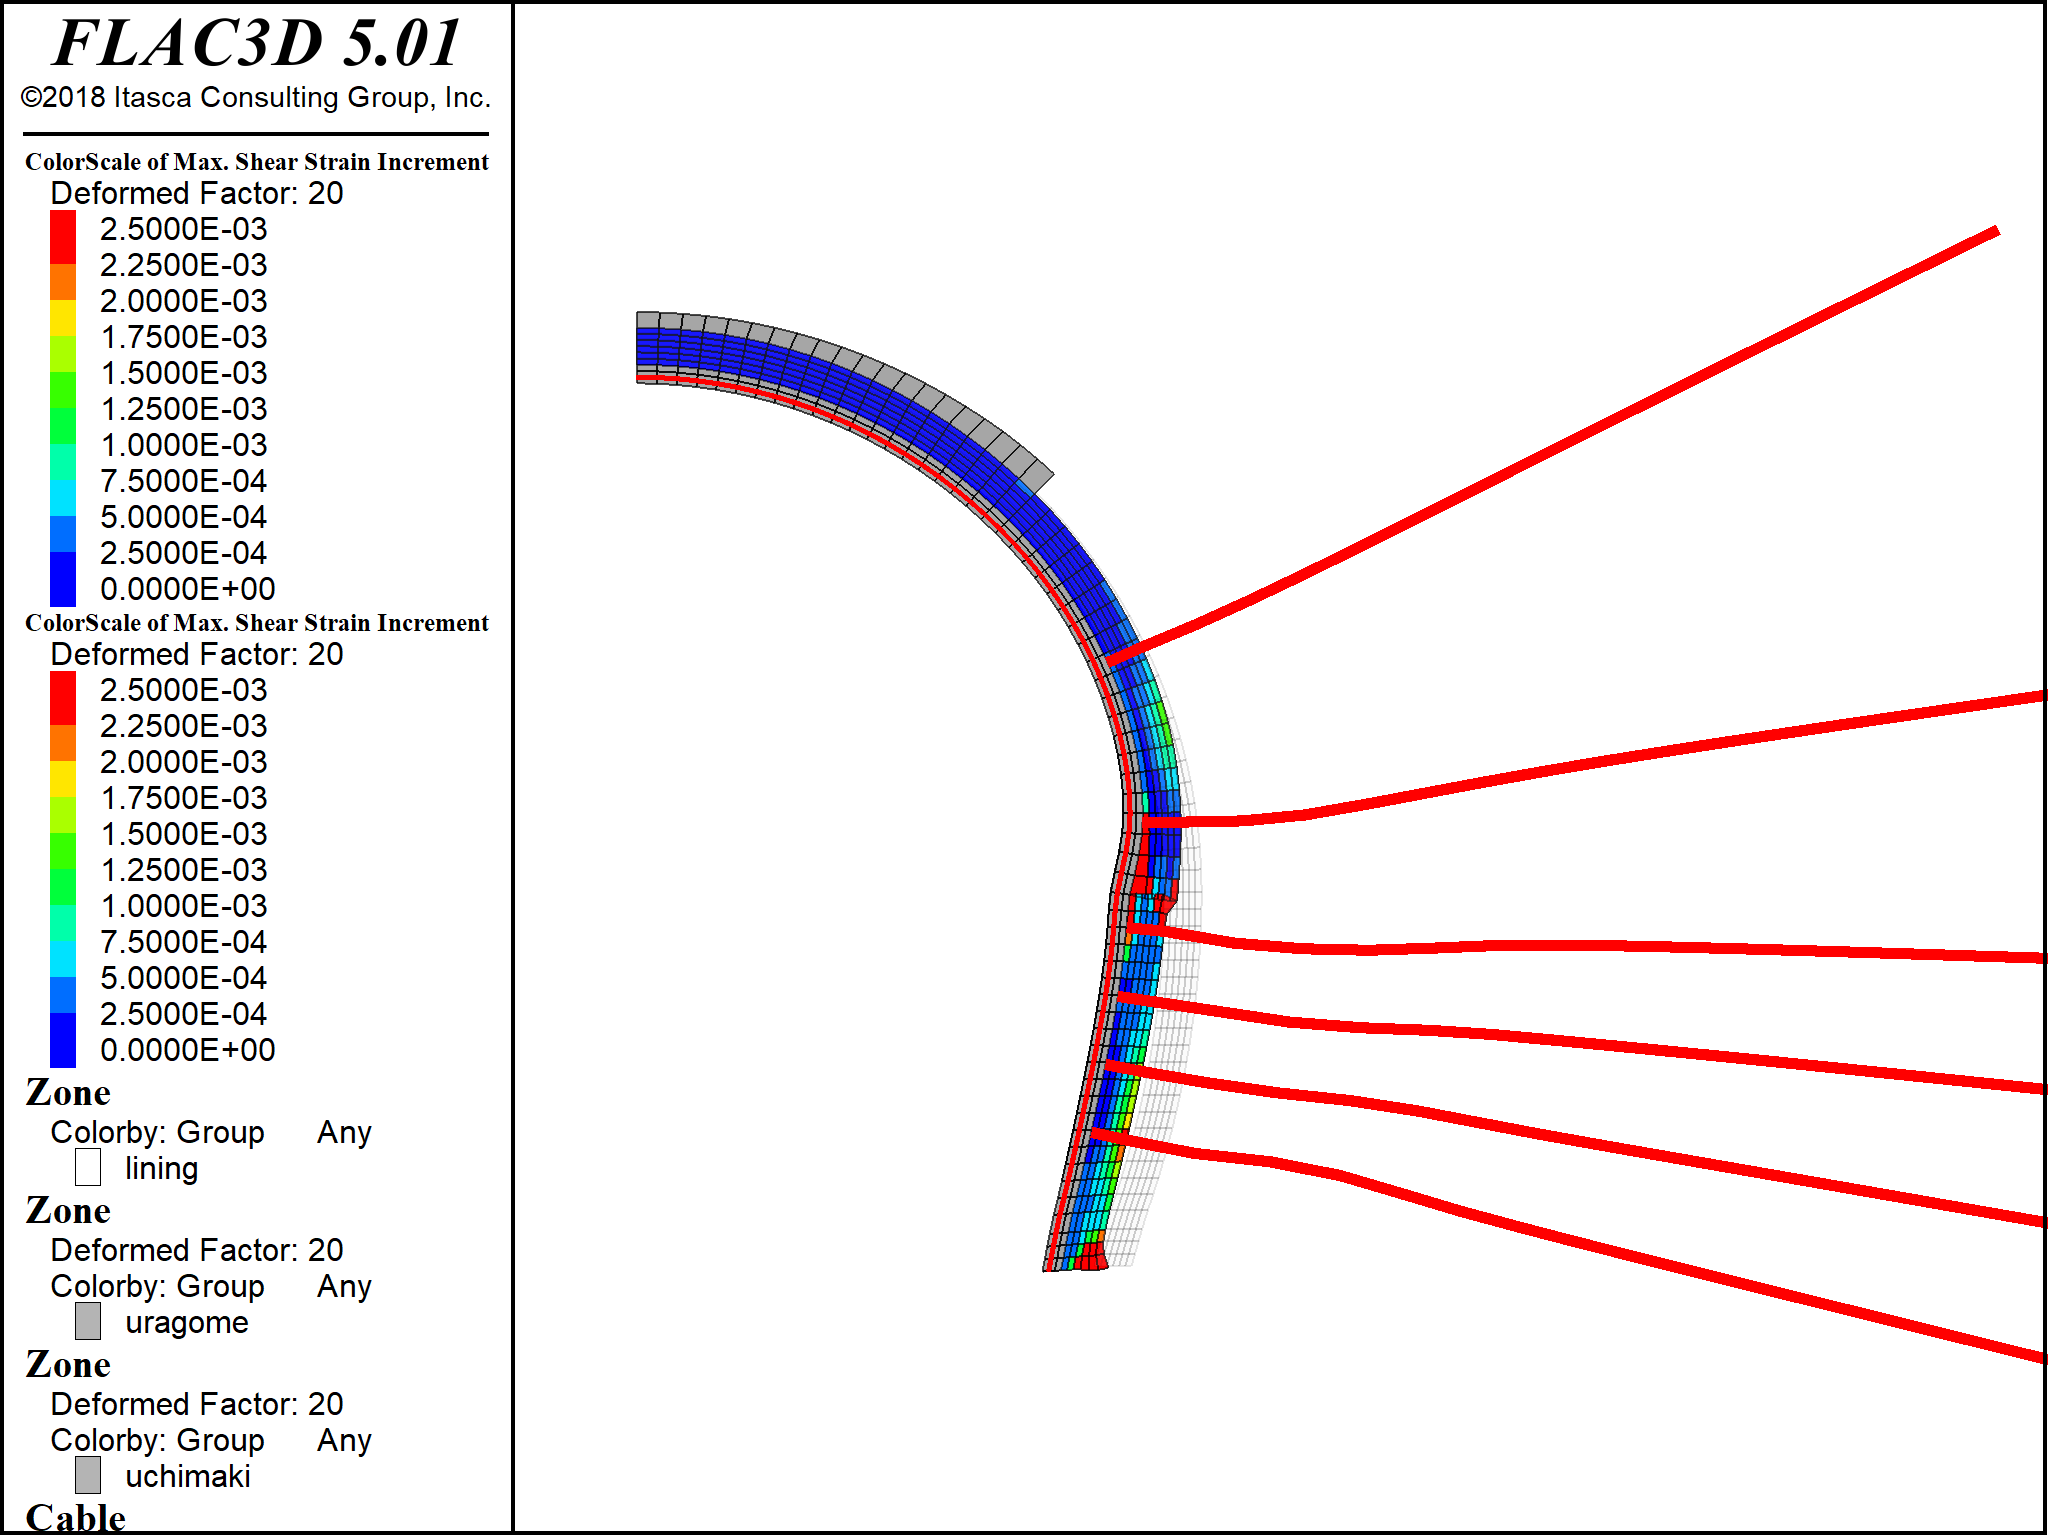 FLAC3D 5.01
©2018 Itasca Consulting Group, Inc.
ColorScale of Max. Shear Strain Increment
Deformed Factor: 20
2.5000E-03
2.2500E-03
2.0000E-03
1.7500E-03
1.5000E-03
1.2500E-03
1.0000E-03
7.5000E-04
5.0000E-04
2.5000E-04
0.0000E+00
ColorScale of Max. Shear Strain Increment
Deformed Factor: 20
2.5000E-03
2.2500E-03
2.0000E-03
1.7500E-03
1.5000E-03
1.2500E-03
1.0000E-03
7.5000E-04
5.0000E-04
2.5000E-04
0.0000E+00
Zone
Colorby: Group Any
lining
Zone
Deformed Factor: 20
Colorby: Group Any
uragome
Zone
Deformed Factor: 20
Colorby: Group Any
uchimaki
Cable